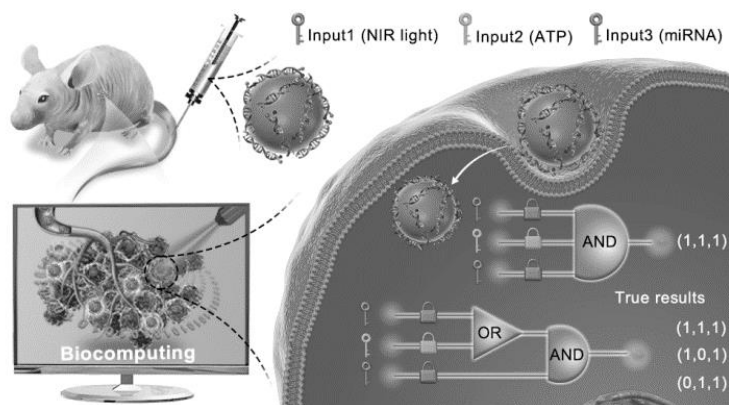 Input1 (NIR light) Input2 (ATP) Input3 (miRNA)
AND (1,1,1)
True results
OR
AND
(1,1,1)
(1,0,1)
(0,1,1)
Biocomputing